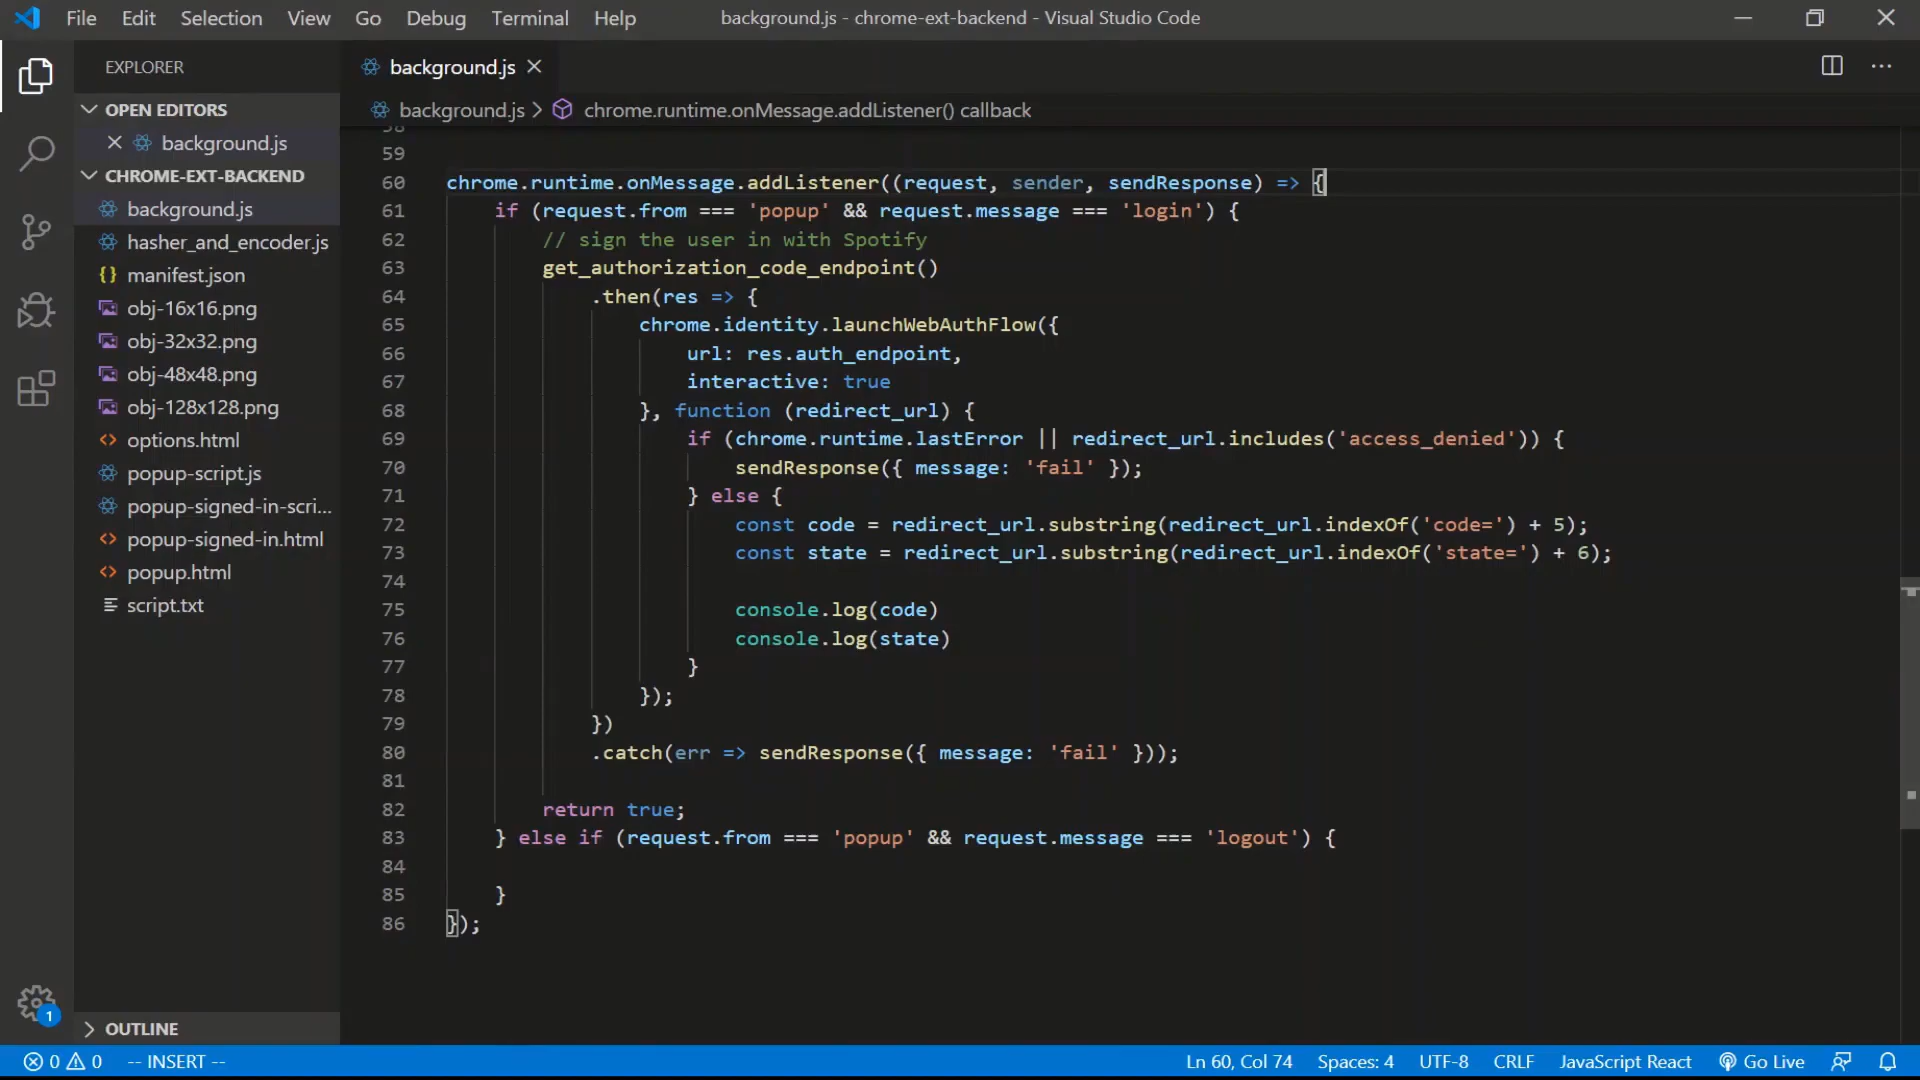 File Edit Selection View Go Debug Terminal Help
background.js - chrome-ext-backend - Visual Studio Code
EXPLORER
OPEN EDITORS
background.js
CHROME-EXT-BACKEND
background.js
hasher_and_encoder.js
manifest.json
obj-16x16.png
obj-32x32.png
obj-48x48.png
obj-128x128.png
options.html
popup-script.js
popup-signed-in-scri...
popup-signed-in.html
popup.html
script.txt
OUTLINE
1
background.js
background.js > chrome.runtime.onMessage.addListener() callback
58
59
60 chrome.runtime.onMessage.addListener((request, sender, sendResponse) => {
61     if (request.from === 'popup' && request.message === 'login') {
62         // sign the user in with Spotify
63         get_authorization_code_endpoint()
64             .then(res => {
65                 chrome.identity.launchWebAuthFlow({
66                     url: res.auth_endpoint,
67                     interactive: true
68                 }, function (redirect_url) {
69                     if (chrome.runtime.lastError || redirect_url.includes('access_denied')) {
70                         sendResponse({ message: 'fail' });
71                     } else {
72                         const code = redirect_url.substring(redirect_url.indexOf('code=') + 5);
73                         const state = redirect_url.substring(redirect_url.indexOf('state=') + 6);
74
75                         console.log(code)
76                         console.log(state)
77                     }
78                 });
79             })
80             .catch(err => sendResponse({ message: 'fail' }));
81
82         return true;
83     } else if (request.from === 'popup' && request.message === 'logout') {
84
85     }
86 });
0 0 -- INSERT -- Ln 60, Col 74 Spaces: 4 UTF-8 CRLF JavaScript React Go Live